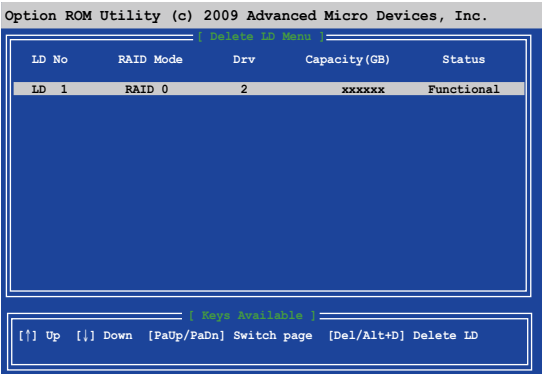 Option ROM Utility (c) 2009 Advanced Micro Devices, Inc.
[ Delete LD Menu ]
LD No RAID Mode Drv Capacity(GB) Status
LD 1 RAID 0 2 xxxxxx Functional
[ Keys Available ]
[↑] Up [↓] Down [PaUp/PaDn] Switch page [Del/Alt+D] Delete LD